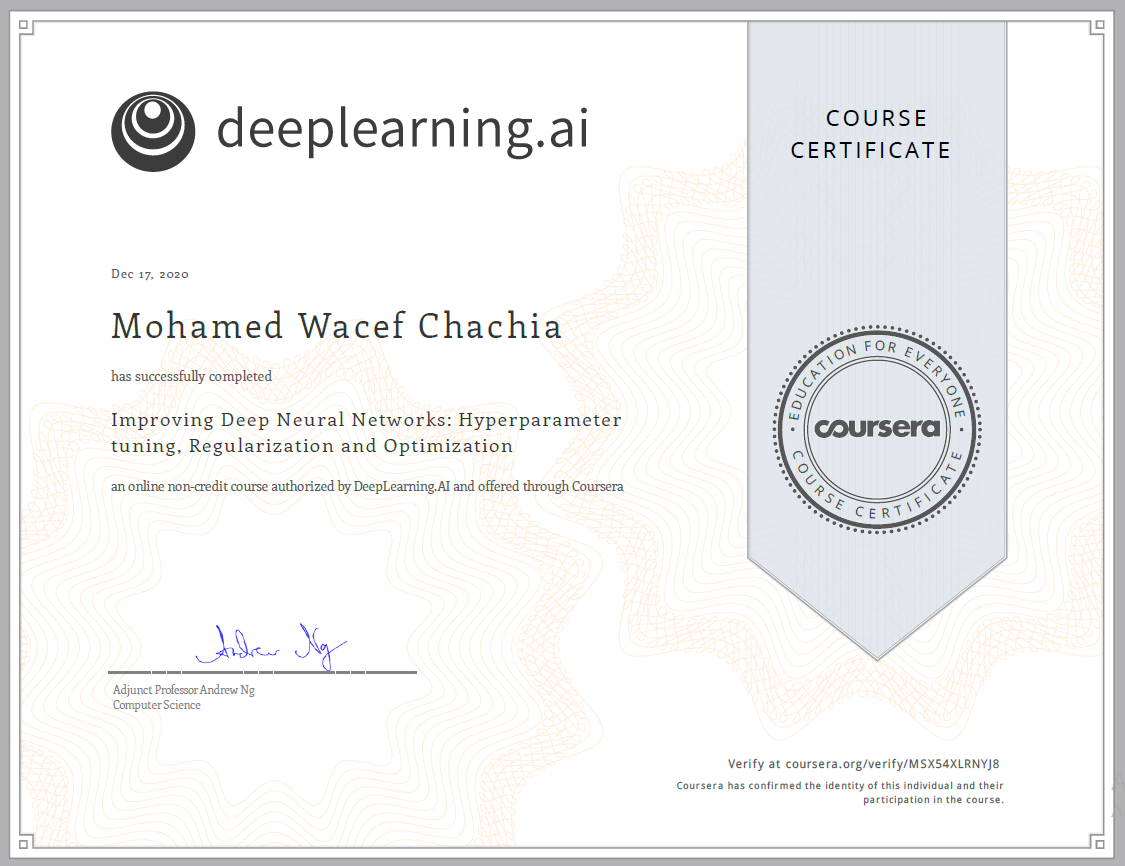 deeplearning.ai
COURSE
CERTIFICATE
Dec 17, 2020
Mohamed Wacef Chachia
has successfully completed
Improving Deep Neural Networks: Hyperparameter
tuning, Regularization and Optimization
an online non-credit course authorized by DeepLearning.AI and offered through Coursera
EDUCATION FOR EVERYONE
coursera
COURSE CERTIFICATE
Andrew Ng
Adjunct Professor Andrew Ng
Computer Science
Verify at coursera.org/verify/MSX54XLRNYJ8
Coursera has confirmed the identity of this individual and their
participation in the course.